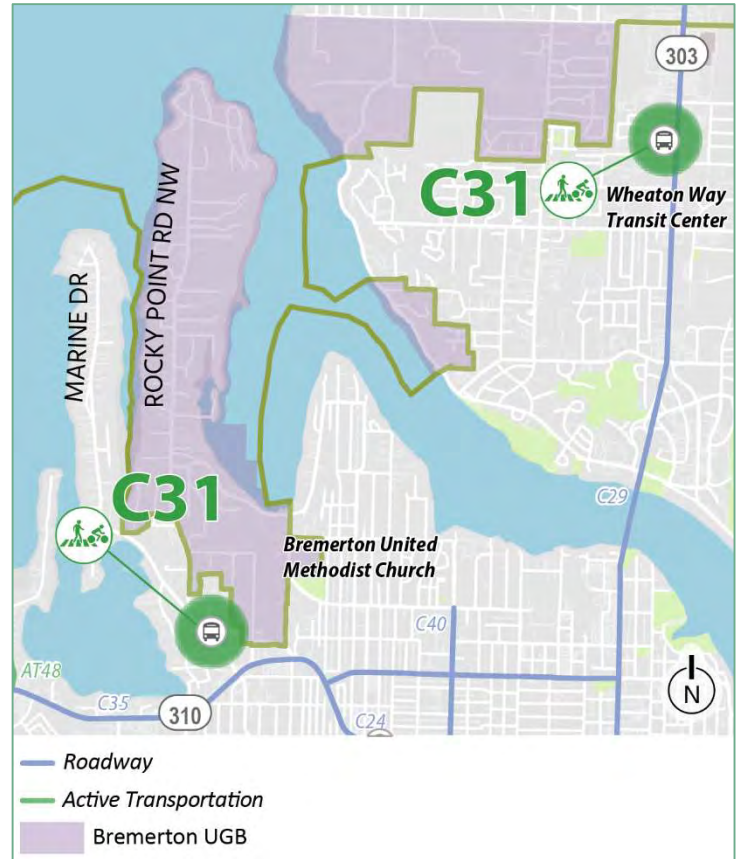 303
C31
Wheaton Way
Transit Center
MARINE DR
ROCKY POINT RD NW
C31
C29
Bremerton United
Methodist Church
C40
AT48
C35
310
C24
N
Roadway
Active Transportation
Bremerton UGB